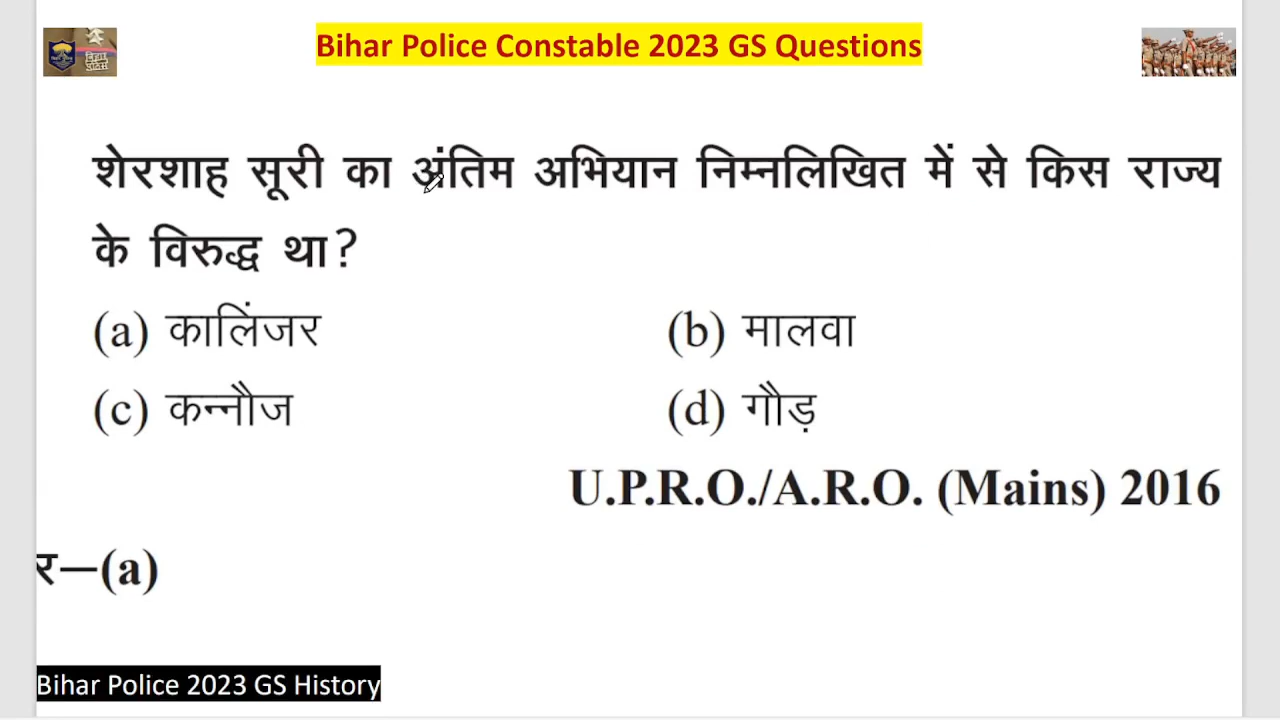 Bihar Police Constable 2023 GS Questions
बिहार
शेरशाह सूरी का अंतिम अभियान निम्नलिखित में से किस राज्य
के विरुद्ध था?
(a) कालिंजर (b) मालवा
(c) कन्नौज (d) गौड़
U.P.R.O./A.R.O. (Mains) 2016
र–(a)
Bihar Police 2023 GS History